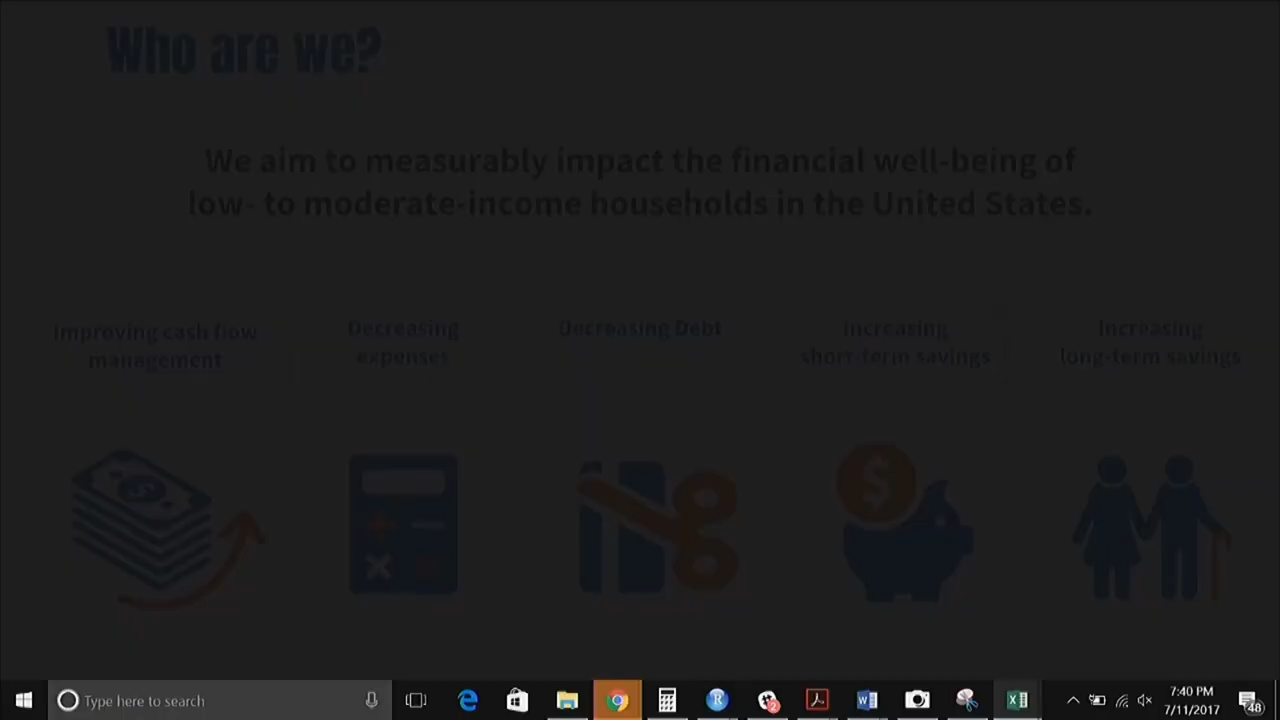 Who are we?
We aim to measurably impact the financial well-being of
low- to moderate-income households in the United States.
Improving cash flow
management
Decreasing
expenses
Decreasing Debt
Increasing
short-term savings
Increasing
long-term savings
Type here to search
2
7:40 PM
7/11/2017
48